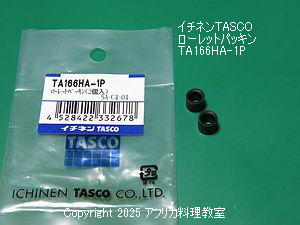 イチネンTASCO
ローレットパッキン
TA166HA-1P
TA166HA-1P
ローレットパッキン(2個入)
SA-C4-04
4 528422 332678
イチネン TASCO
TASCO
ICHINEN TASCO CO.,LTD.
Copyright 2025 アフリカ料理教室